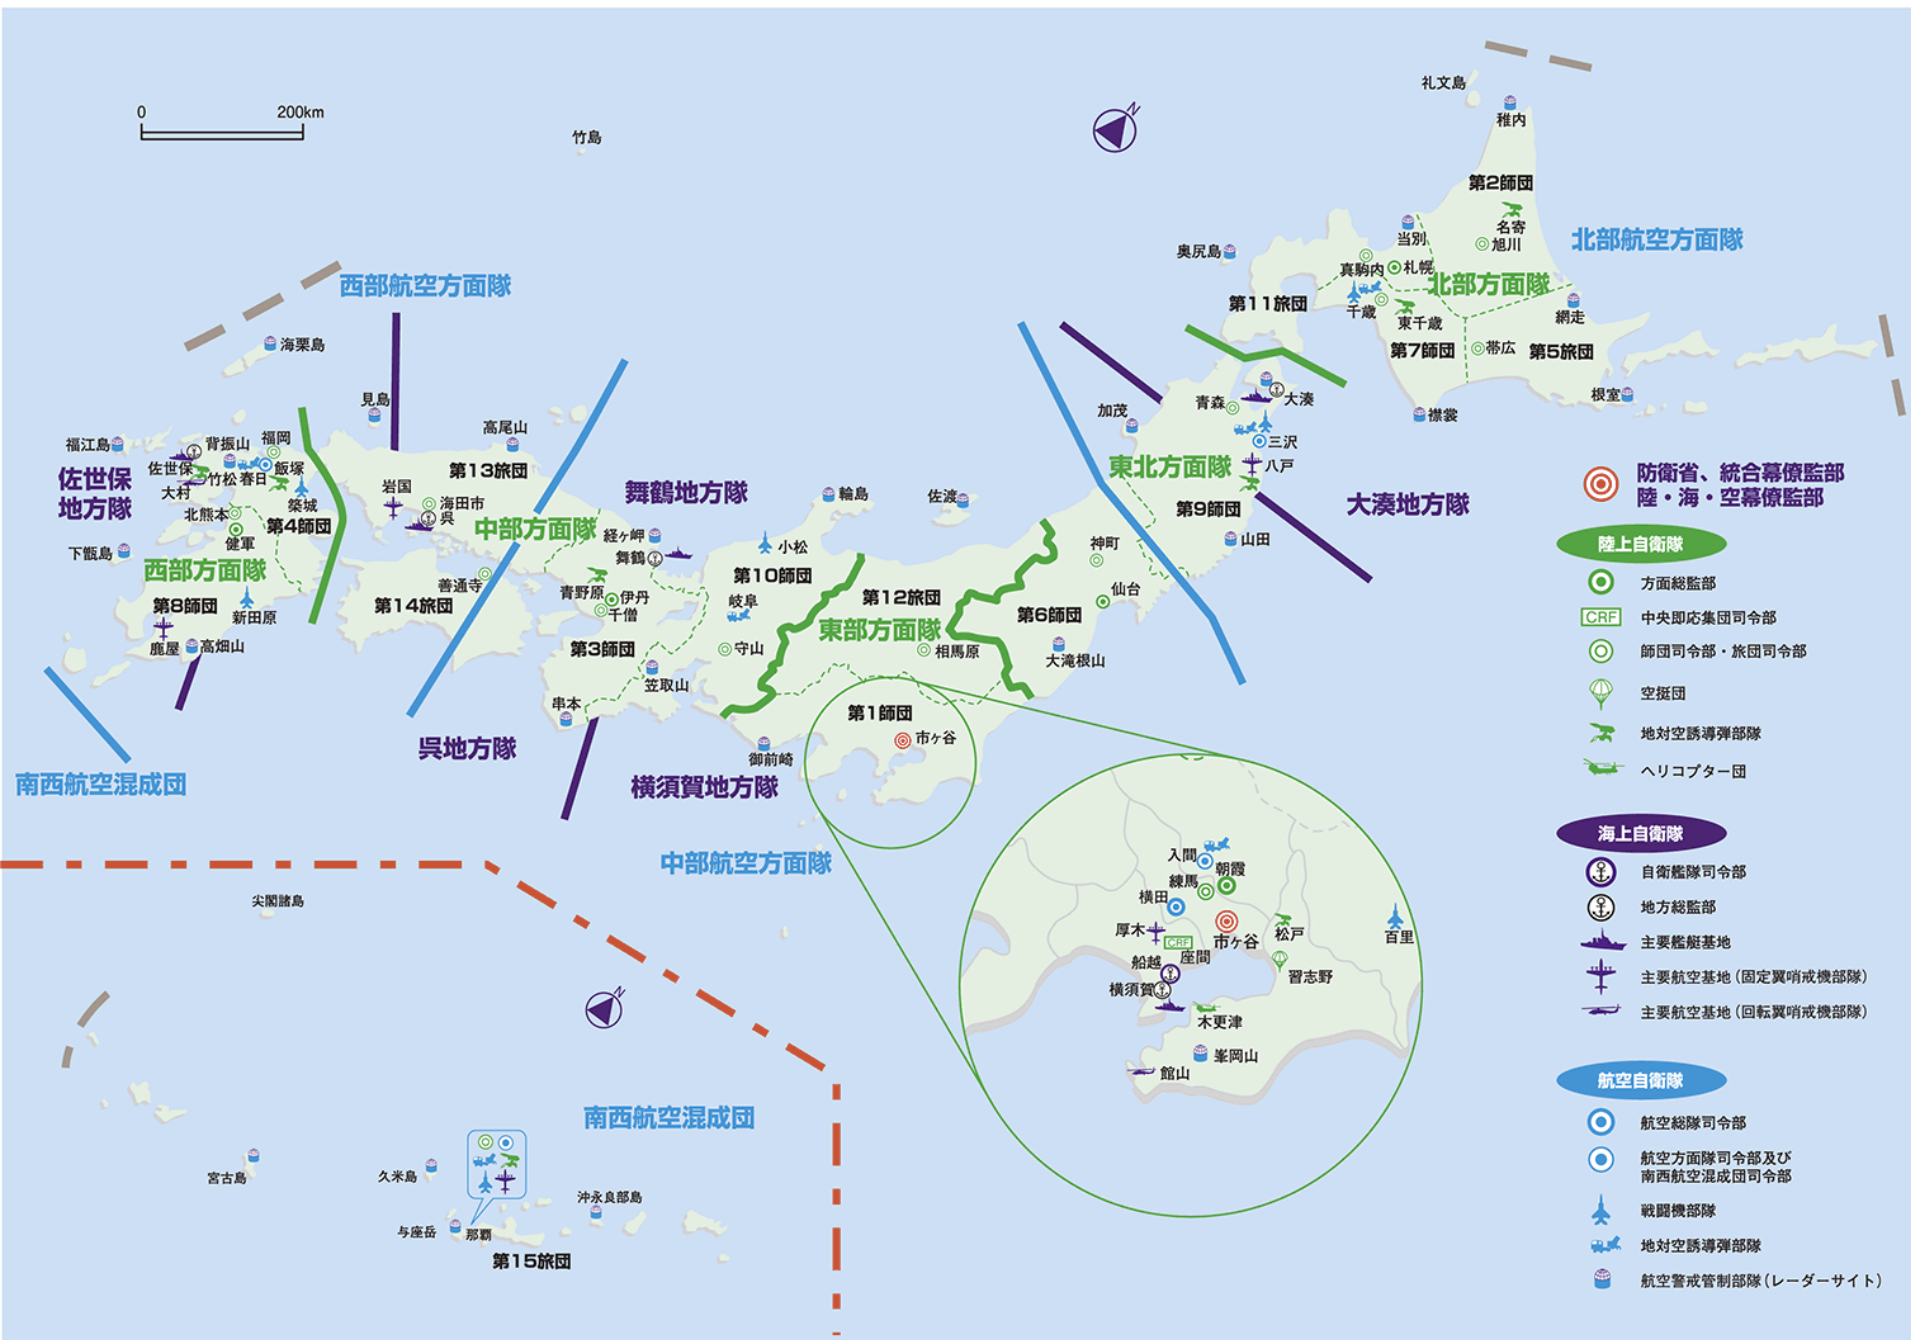 0
200km
竹島
N
礼文島
稚内
第2師団
名寄
旭川
当別
北部航空方面隊
奥尻島
真駒内
札幌
北部方面隊
第11旅団
千歳
東千歳
網走
第7師団
帯広
第5旅団
根室
襟裳
西部航空方面隊
海栗島
見島
高尾山
福江島
背振山
福岡
佐世保
竹松
春日
飯塚
大村
築城
佐世保
地方隊
北熊本
第4師団
健軍
下甑島
西部方面隊
第8師団
新田原
鹿屋
高畑山
南西航空混成団
第13旅団
岩国
海田市
呉
中部方面隊
善通寺
第14旅団
呉地方隊
舞鶴地方隊
経ヶ岬
舞鶴
青野原
伊丹
千僧
第3師団
串本
笠取山
輪島
佐渡
小松
第10師団
岐阜
守山
第12旅団
東部方面隊
相馬原
第1師団
市ヶ谷
御前崎
横須賀地方隊
中部航空方面隊
加茂
青森
大湊
三沢
八戸
東北方面隊
第9師団
山田
大湊地方隊
神町
仙台
第6師団
大滝根山
入間
朝霞
練馬
横田
厚木
市ヶ谷
松戸
百里
CRF
座間
船越
習志野
横須賀
木更津
峯岡山
館山
尖閣諸島
N
南西航空混成団
宮古島
久米島
沖永良部島
与座岳
那覇
第15旅団
防衛省、統合幕僚監部
陸・海・空幕僚監部
陸上自衛隊
方面総監部
CRF
中央即応集団司令部
師団司令部・旅団司令部
空挺団
地対空誘導弾部隊
ヘリコプター団
海上自衛隊
自衛艦隊司令部
地方総監部
主要艦艇基地
主要航空基地（固定翼哨戒機部隊）
主要航空基地（回転翼哨戒機部隊）
航空自衛隊
航空総隊司令部
航空方面隊司令部及び
南西航空混成団司令部
戦闘機部隊
地対空誘導弾部隊
航空警戒管制部隊（レーダーサイト）